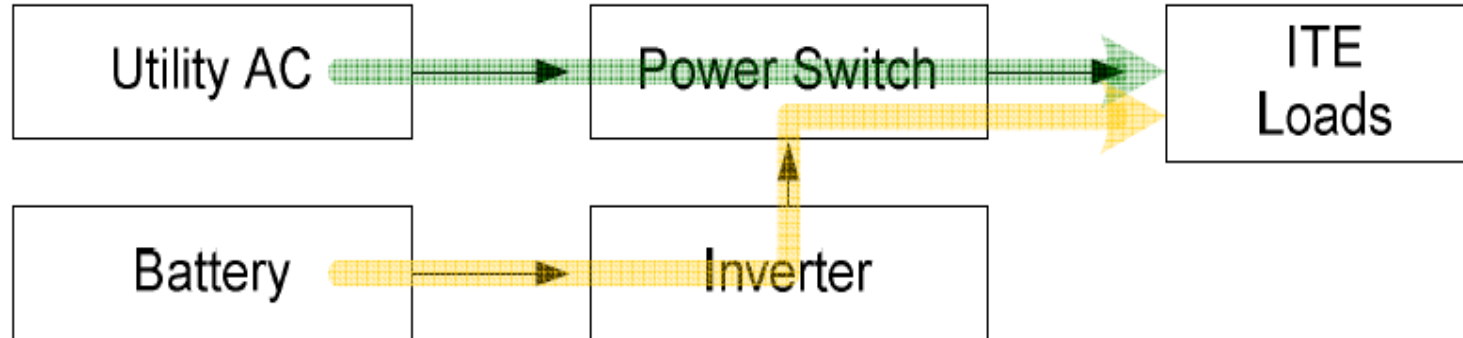 Utility AC
Power Switch
ITE
Loads
Battery
Inverter